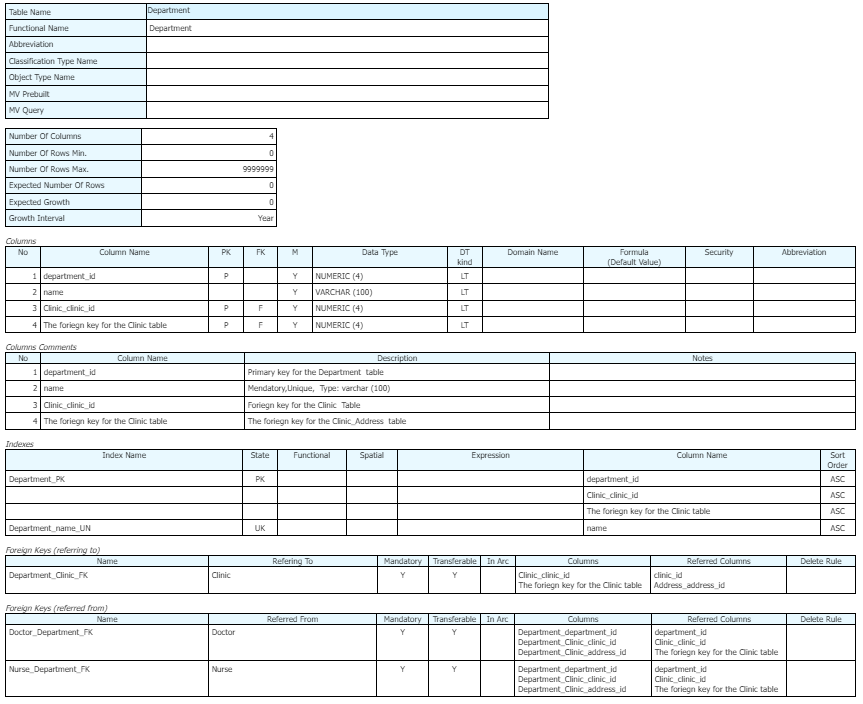 Table Name Department
Functional Name Department
Abbreviation
Classification Type Name
Object Type Name
MV Prebuilt
MV Query
Number Of Columns 4
Number Of Rows Min. 0
Number Of Rows Max. 9999999
Expected Number Of Rows 0
Expected Growth 0
Growth Interval Year
Columns
No Column Name PK FK M Data Type DT kind Domain Name Formula (Default Value) Security Abbreviation
1 department_id P Y NUMERIC (4) LT
2 name Y VARCHAR (100) LT
3 Clinic_clinic_id P F Y NUMERIC (4) LT
4 The foriegn key for the Clinic table P F Y NUMERIC (4) LT
Columns Comments
No Column Name Description Notes
1 department_id Primary key for the Department table
2 name Mendatory,Unique, Type: varchar (100)
3 Clinic_clinic_id Foriegn key for the Clinic Table
4 The foriegn key for the Clinic table The foriegn key for the Clinic_Address table
Indexes
Index Name State Functional Spatial Expression Column Name Sort Order
Department_PK PK department_id ASC
Clinic_clinic_id ASC
The foriegn key for the Clinic table ASC
Department_name_UN UK name ASC
Foreign Keys (referring to)
Name Refering To Mandatory Transferable In Arc Columns Referred Columns Delete Rule
Department_Clinic_FK Clinic Y Y Clinic_clinic_id clinic_id
The foriegn key for the Clinic table Address_address_id
Foreign Keys (referred from)
Name Referred From Mandatory Transferable In Arc Columns Referred Columns Delete Rule
Doctor_Department_FK Doctor Y Y Department_department_id department_id
Department_Clinic_clinic_id Clinic_clinic_id
Department_Clinic_address_id The foriegn key for the Clinic table
Nurse_Department_FK Nurse Y Y Department_department_id department_id
Department_Clinic_clinic_id Clinic_clinic_id
Department_Clinic_address_id The foriegn key for the Clinic table